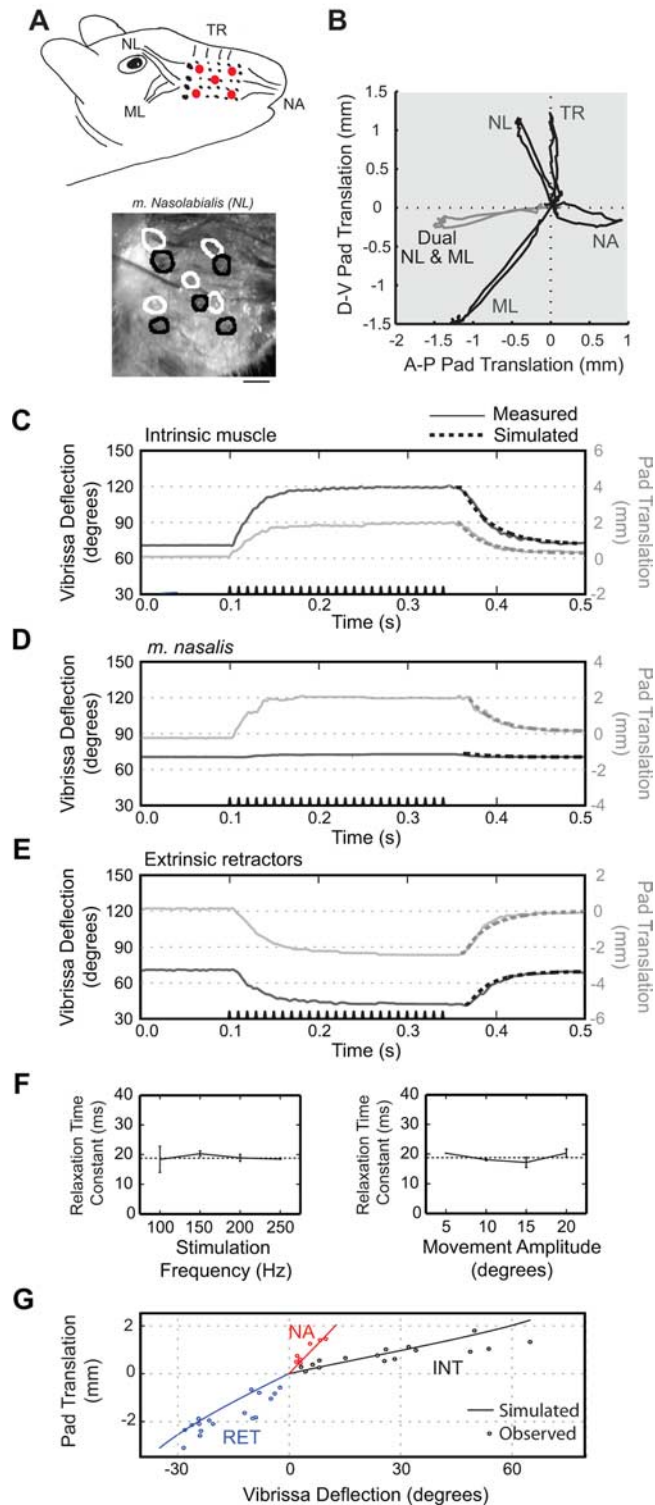 A
TR
NL
ML
NA
m. Nasolabialis (NL)
B
D-V Pad Translation (mm)
1.5
1
0.5
0
-0.5
-1
-1.5
NL
TR
Dual
NL & ML
NA
ML
-2 -1.5 -1 -0.5 0 0.5 1
A-P Pad Translation (mm)
C
Intrinsic muscle
Measured
Simulated
Vibrissa Deflection
(degrees)
150
120
90
60
30
6
4
2
0
-2
Pad Translation
(mm)
0.0 0.1 0.2 0.3 0.4 0.5
Time (s)
D
m. nasalis
Vibrissa Deflection
(degrees)
150
120
90
60
30
4
2
0
-2
-4
Pad Translation
(mm)
0.0 0.1 0.2 0.3 0.4 0.5
Time (s)
E
Extrinsic retractors
Vibrissa Deflection
(degrees)
150
120
90
60
30
2
0
-2
-4
-6
Pad Translation
(mm)
0.0 0.1 0.2 0.3 0.4 0.5
Time (s)
F
Relaxation Time
Constant (ms)
40
30
20
10
0
100 150 200 250
Stimulation
Frequency (Hz)
Relaxation Time
Constant (ms)
40
30
20
10
0
5 10 15 20
Movement Amplitude
(degrees)
G
Pad Translation
(mm)
2
0
-2
NA
INT
RET
Simulated
Observed
-30 0 30 60
Vibrissa Deflection (degrees)